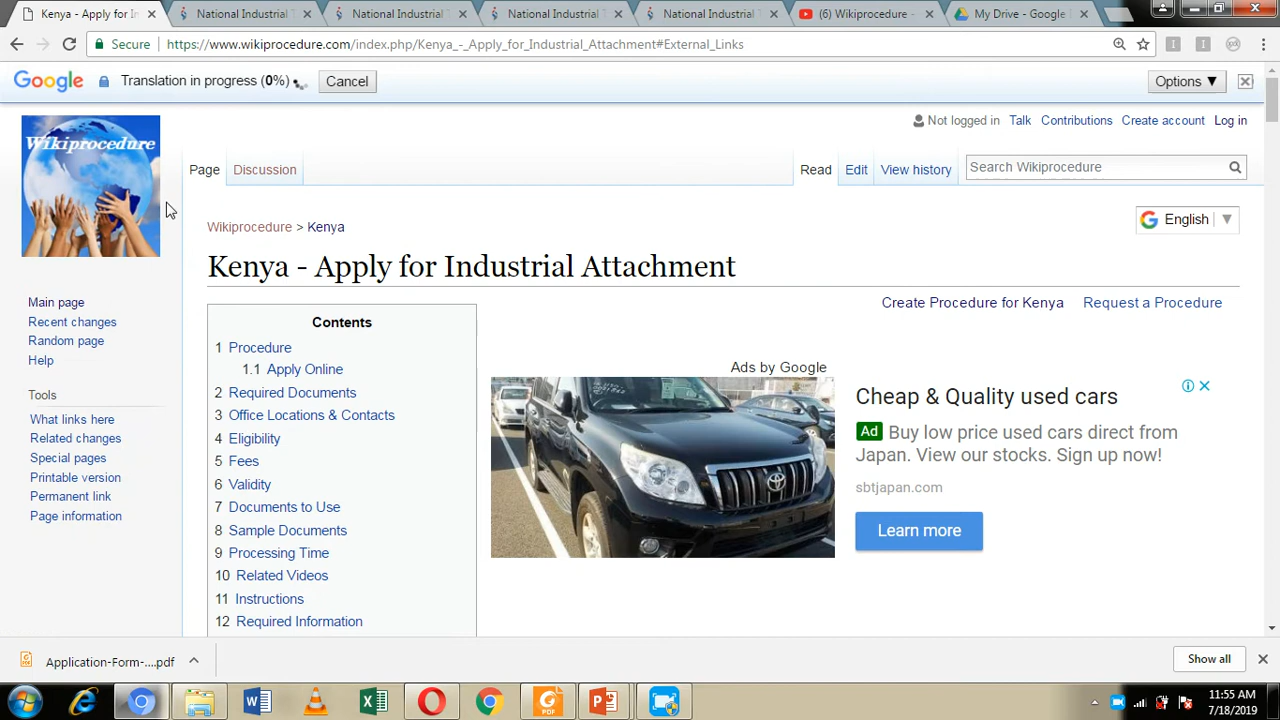 Kenya - Apply for In
National Industrial T
National Industrial T
National Industrial T
National Industrial T
(6) Wikiprocedure -
My Drive - Google
Secure
https://www.wikiprocedure.com/index.php/Kenya_-_Apply_for_Industrial_Attachment#External_Links
Google
Translation in progress (0%)
Cancel
Options ▼
Wikiprocedure
Not logged in Talk Contributions Create account Log in
Page Discussion
Read Edit View history
Search Wikiprocedure
Wikiprocedure > Kenya
G English ▼
Kenya - Apply for Industrial Attachment
Create Procedure for Kenya Request a Procedure
Main page
Recent changes
Random page
Help
Tools
What links here
Related changes
Special pages
Printable version
Permanent link
Page information
Contents
1 Procedure
1.1 Apply Online
2 Required Documents
3 Office Locations & Contacts
4 Eligibility
5 Fees
6 Validity
7 Documents to Use
8 Sample Documents
9 Processing Time
10 Related Videos
11 Instructions
12 Required Information
Ads by Google
Cheap & Quality used cars
Ad Buy low price used cars direct from
Japan. View our stocks. Sign up now!
sbtjapan.com
Learn more
Application-Form-....pdf
Show all
PDF
11:55 AM
7/18/2019